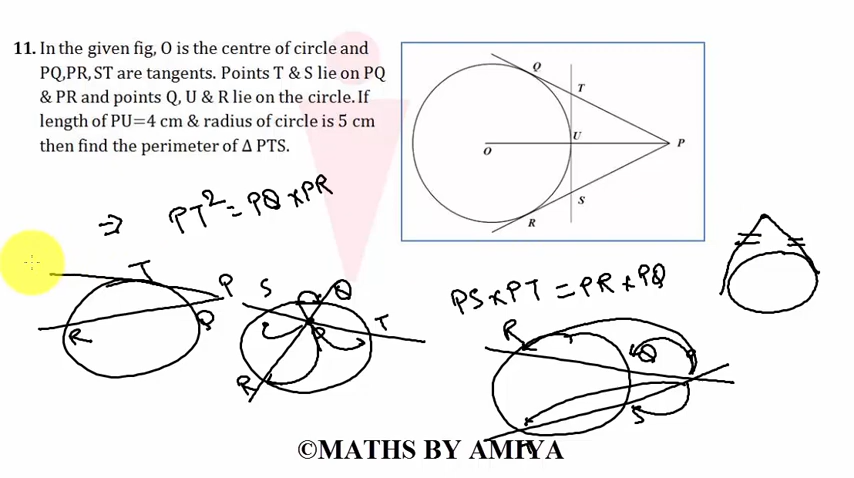 11. In the given fig, O is the centre of circle and
PQ,PR, ST are tangents. Points T & S lie on PQ
& PR and points Q, U & R lie on the circle. If
length of PU=4 cm & radius of circle is 5 cm
then find the perimeter of Δ PTS.
Q
T
U
P
O
S
R
⇒ PT² = PQ × PR
T
P
R
Q
S
Q
P
T
R
PS × PT = PR × PQ
R
Q
S
©MATHS BY AMIYA